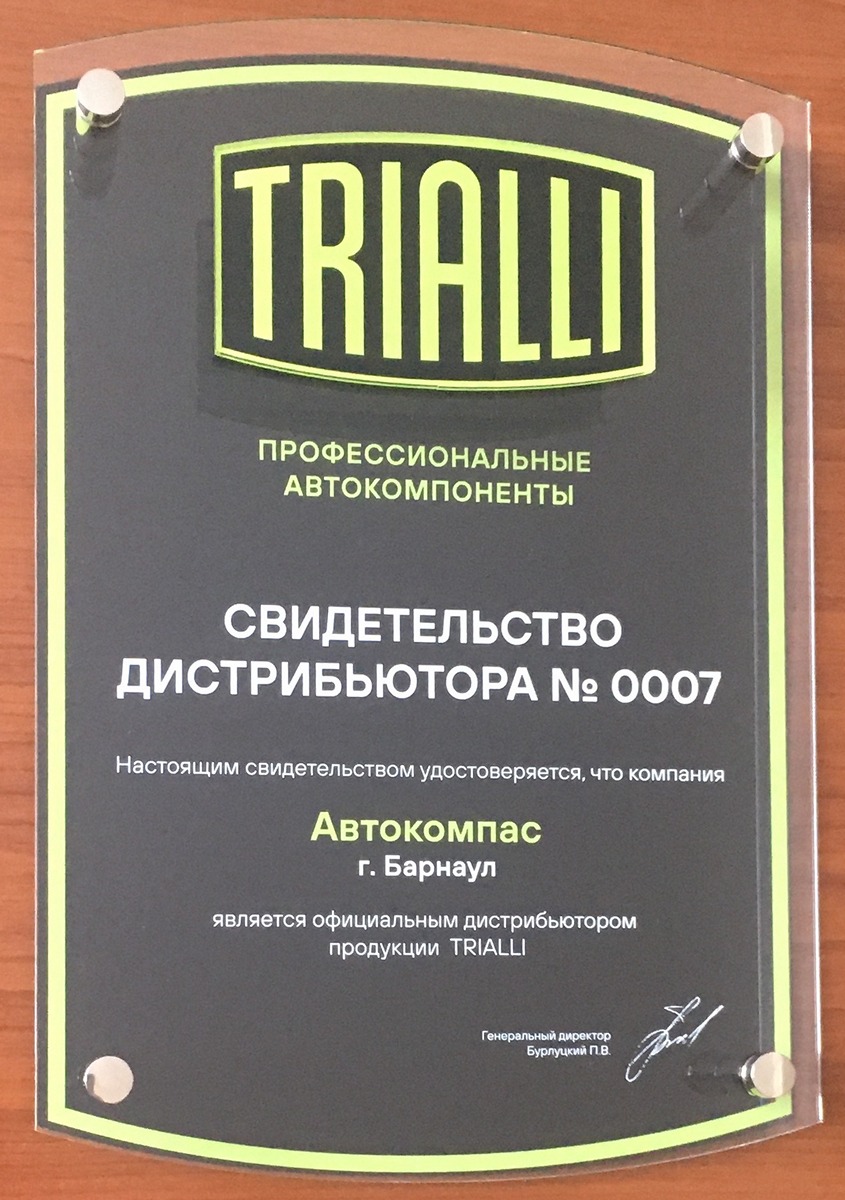 TRIALLI
ПРОФЕССИОНАЛЬНЫЕ
АВТОКОМПОНЕНТЫ
СВИДЕТЕЛЬСТВО
ДИСТРИБЬЮТОРА № 0007
Настоящим свидетельством удостоверяется, что компания
Автокомпас
г. Барнаул
является официальным дистрибьютором
продукции TRIALLI
Генеральный директор
Бурлуцкий П.В.